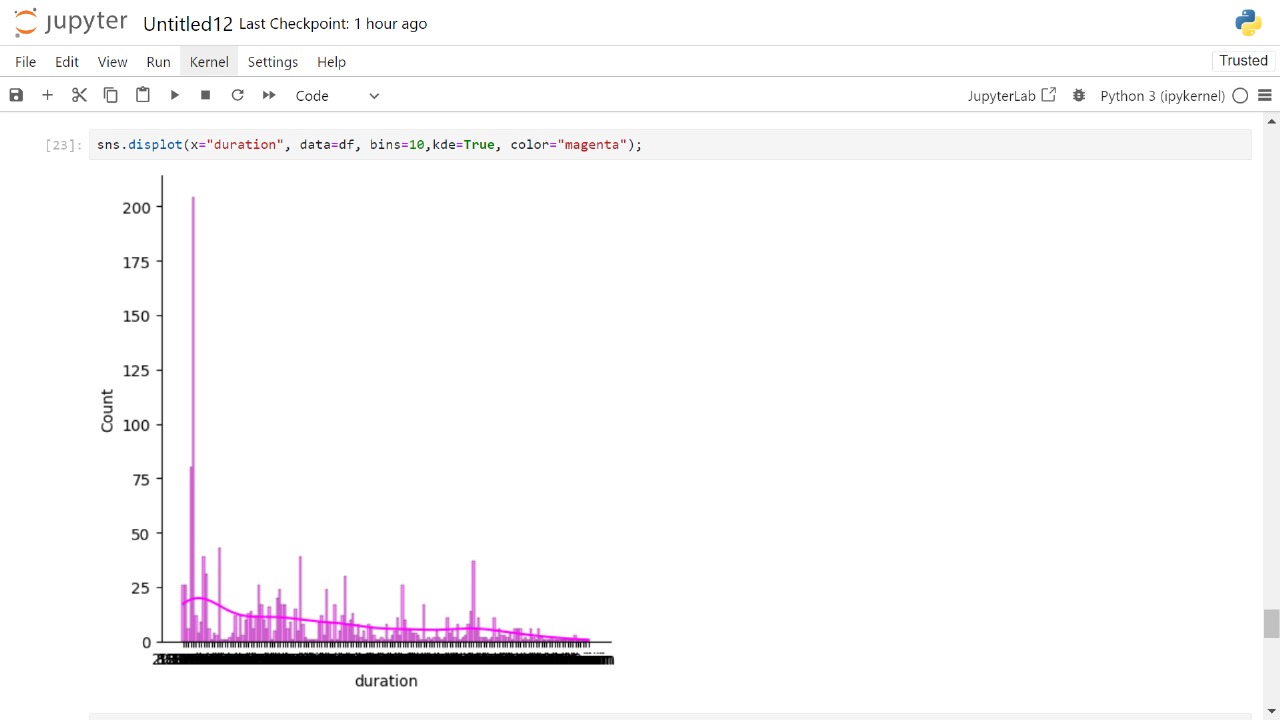 jupyter Untitled12 Last Checkpoint: 1 hour ago
File Edit View Run Kernel Settings Help Trusted
Code JupyterLab Python 3 (ipykernel)
[23]: sns.displot(x="duration", data=df, bins=10,kde=True, color="magenta");
200
175
150
125
100
75
50
25
0
Count
duration